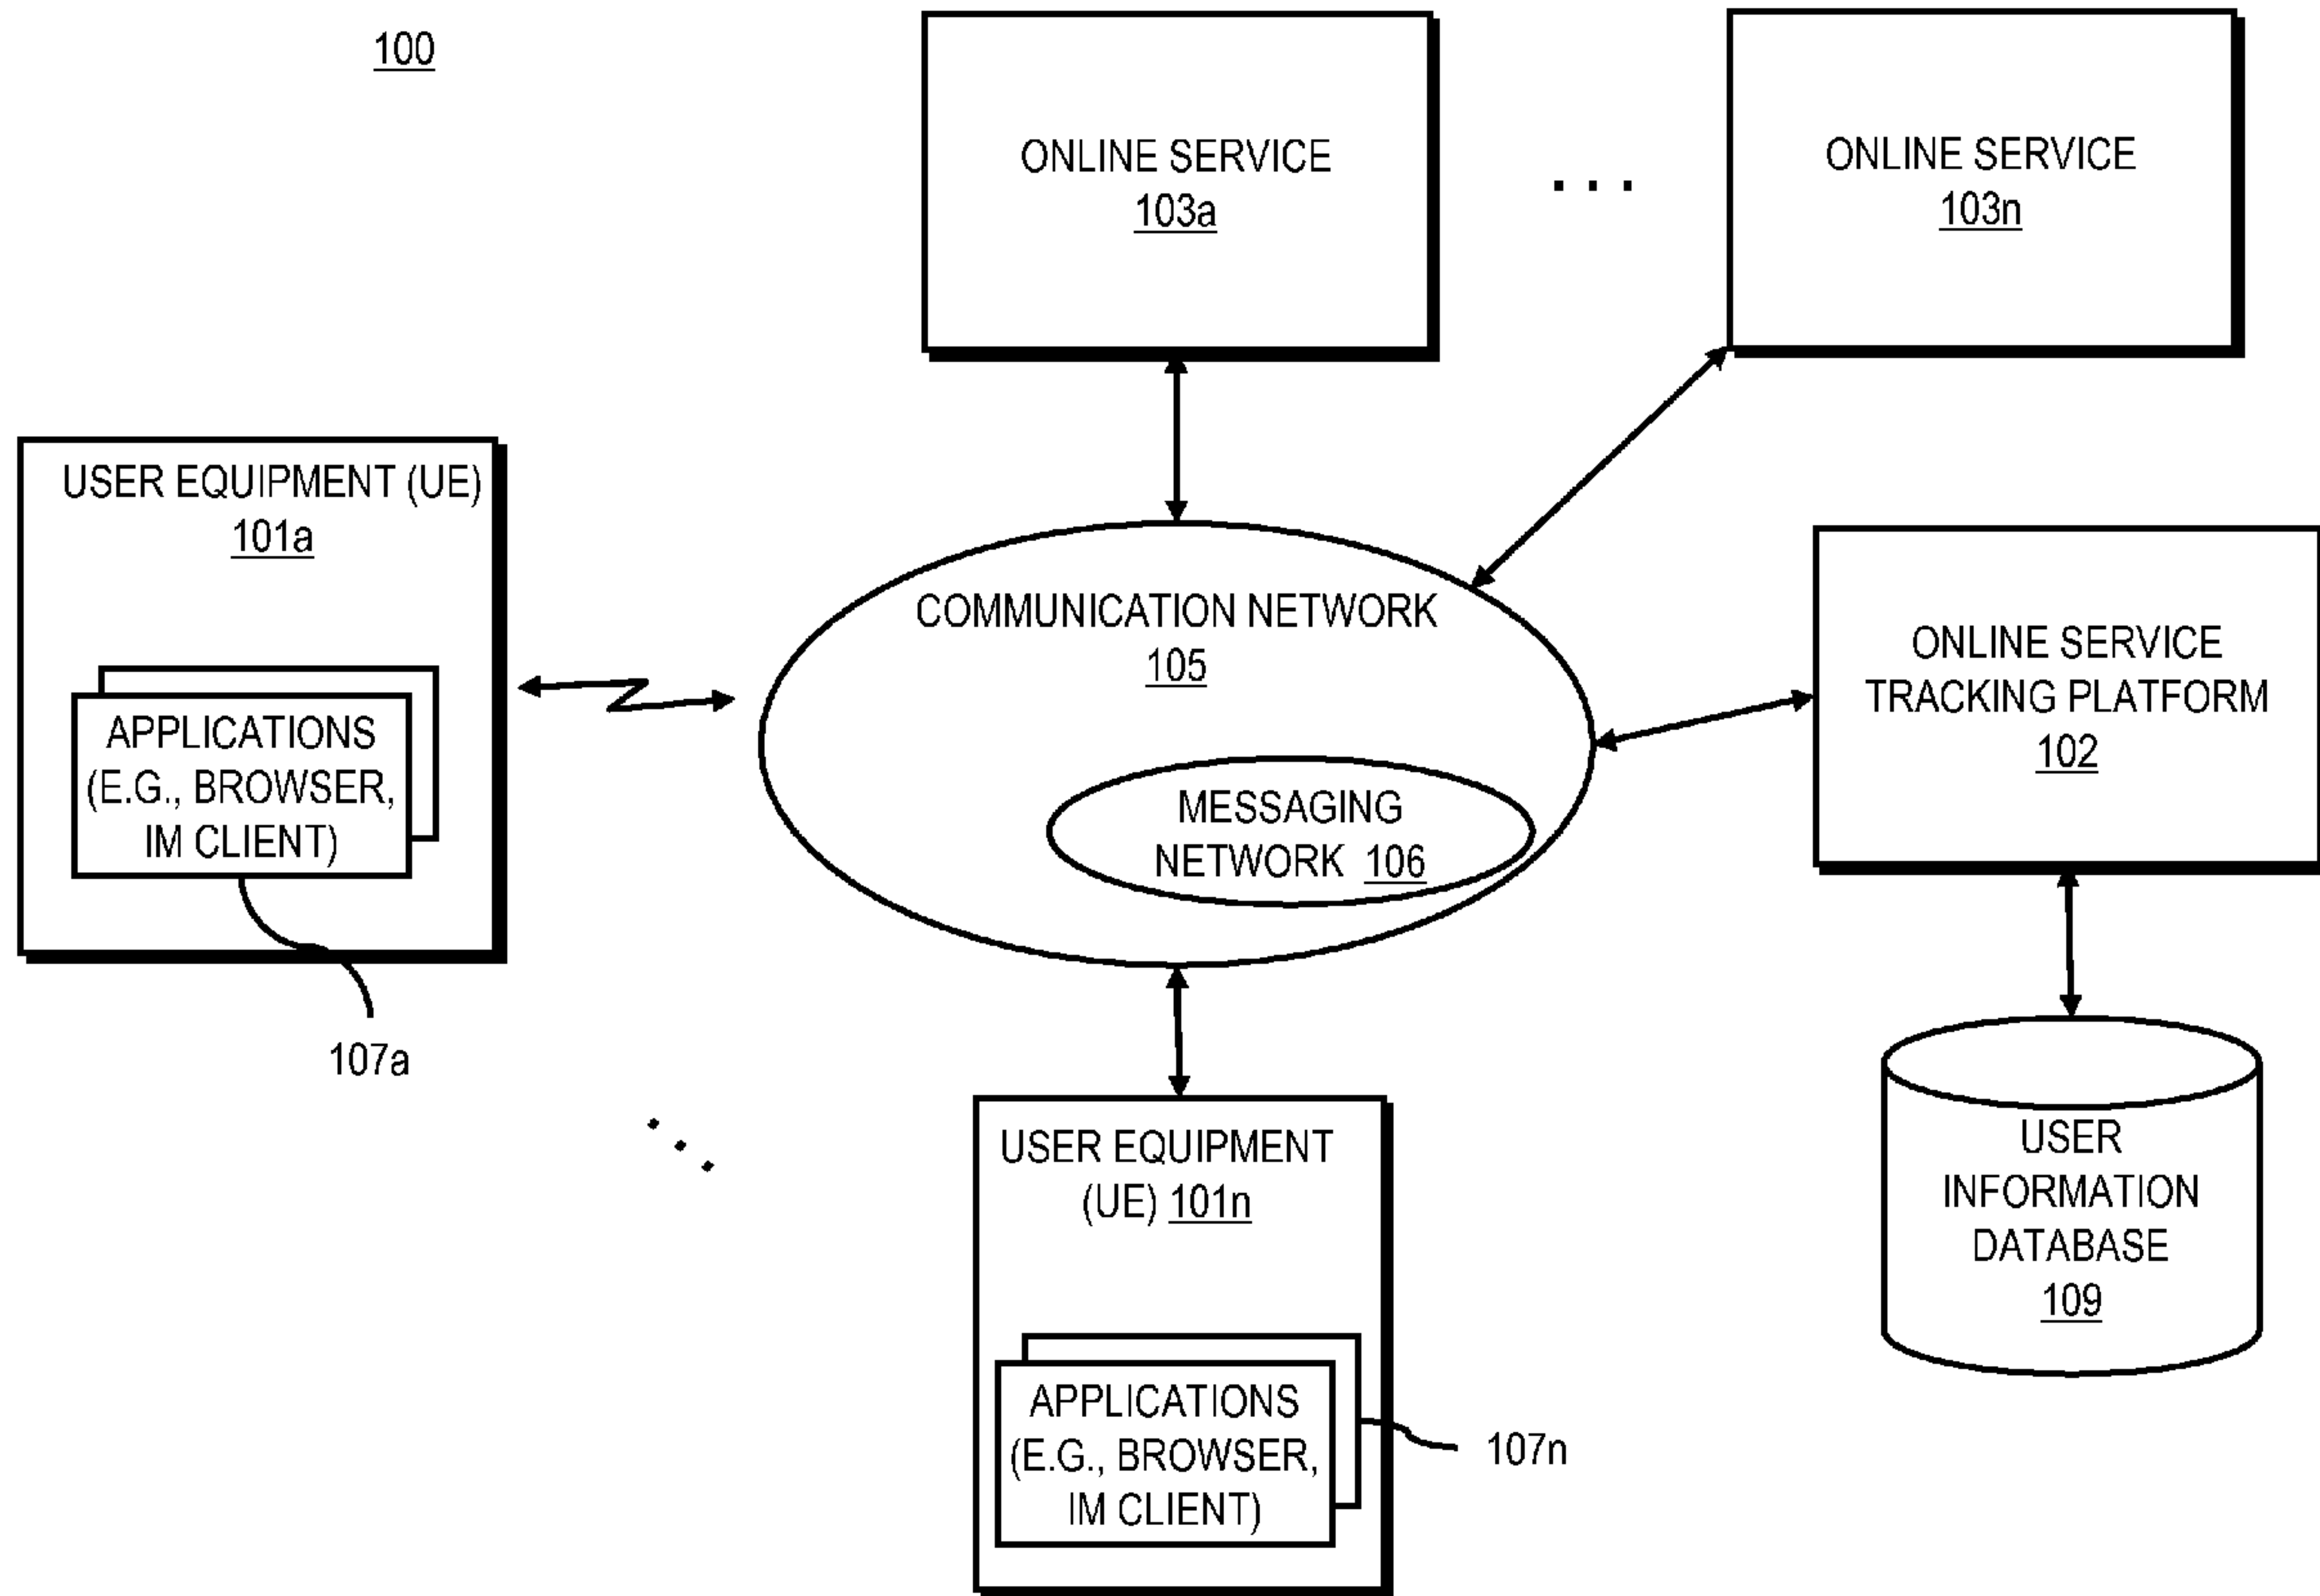 100
ONLINE SERVICE
103a
. . .
ONLINE SERVICE
103n
USER EQUIPMENT (UE)
101a
APPLICATIONS
(E.G., BROWSER,
IM CLIENT)
107a
COMMUNICATION NETWORK
105
MESSAGING
NETWORK 106
ONLINE SERVICE
TRACKING PLATFORM
102
USER
INFORMATION
DATABASE
109
. . .
USER EQUIPMENT
(UE) 101n
APPLICATIONS
(E.G., BROWSER,
IM CLIENT)
107n